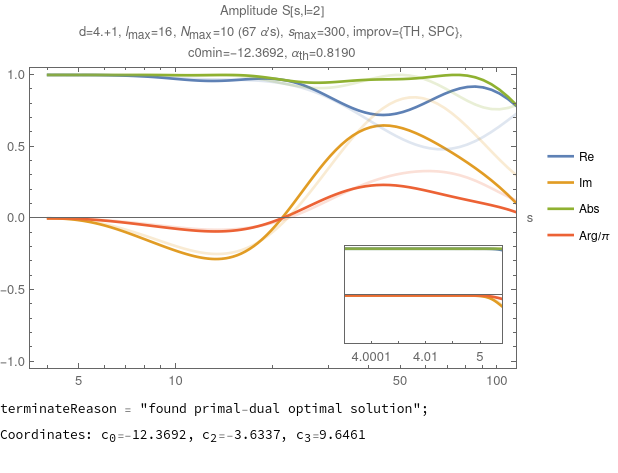 Amplitude S[s,l=2]
d=4.+1, lmax=16, Nmax=10 (67 α's), smax=300, improv={TH, SPC},
c0min=-12.3692, αth=0.8190
1.0
0.5
0.0
-0.5
-1.0
s
Re
Im
Abs
Arg/π
4.0001 4.01 5
5 10 50 100
terminateReason = "found primal-dual optimal solution";
Coordinates: c0=-12.3692, c2=-3.6337, c3=9.6461